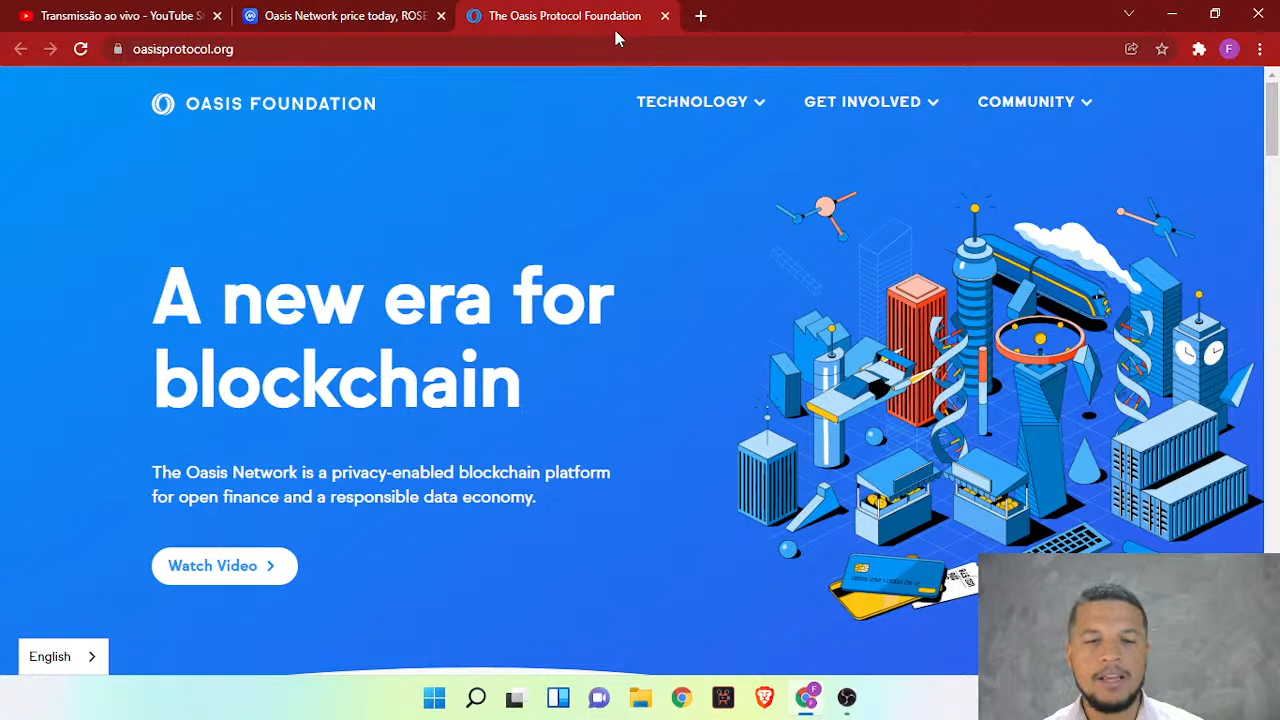 Transmissão ao vivo - YouTube S
Oasis Network price today, ROSE
The Oasis Protocol Foundation
oasisprotocol.org
F
OASIS FOUNDATION
TECHNOLOGY
GET INVOLVED
COMMUNITY
A new era for
blockchain
The Oasis Network is a privacy-enabled blockchain platform
for open finance and a responsible data economy.
Watch Video
English